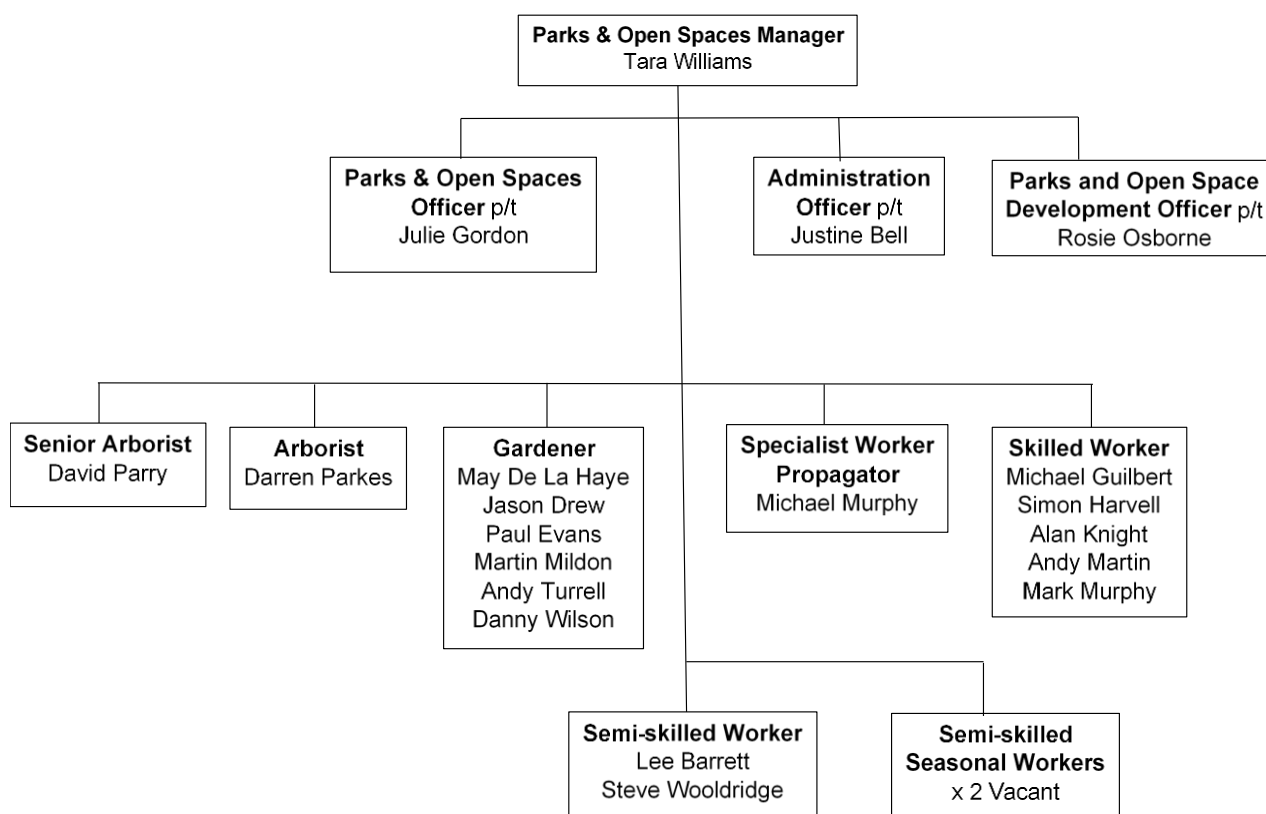 Parks & Open Spaces Manager
Tara Williams
Parks & Open Spaces
Officer p/t
Julie Gordon
Administration
Officer p/t
Justine Bell
Parks and Open Space
Development Officer p/t
Rosie Osborne
Senior Arborist
David Parry
Arborist
Darren Parkes
Gardener
May De La Haye
Jason Drew
Paul Evans
Martin Mildon
Andy Turrell
Danny Wilson
Specialist Worker
Propagator
Michael Murphy
Skilled Worker
Michael Guilbert
Simon Harvell
Alan Knight
Andy Martin
Mark Murphy
Semi-skilled Worker
Lee Barrett
Steve Wooldridge
Semi-skilled
Seasonal Workers
x 2 Vacant